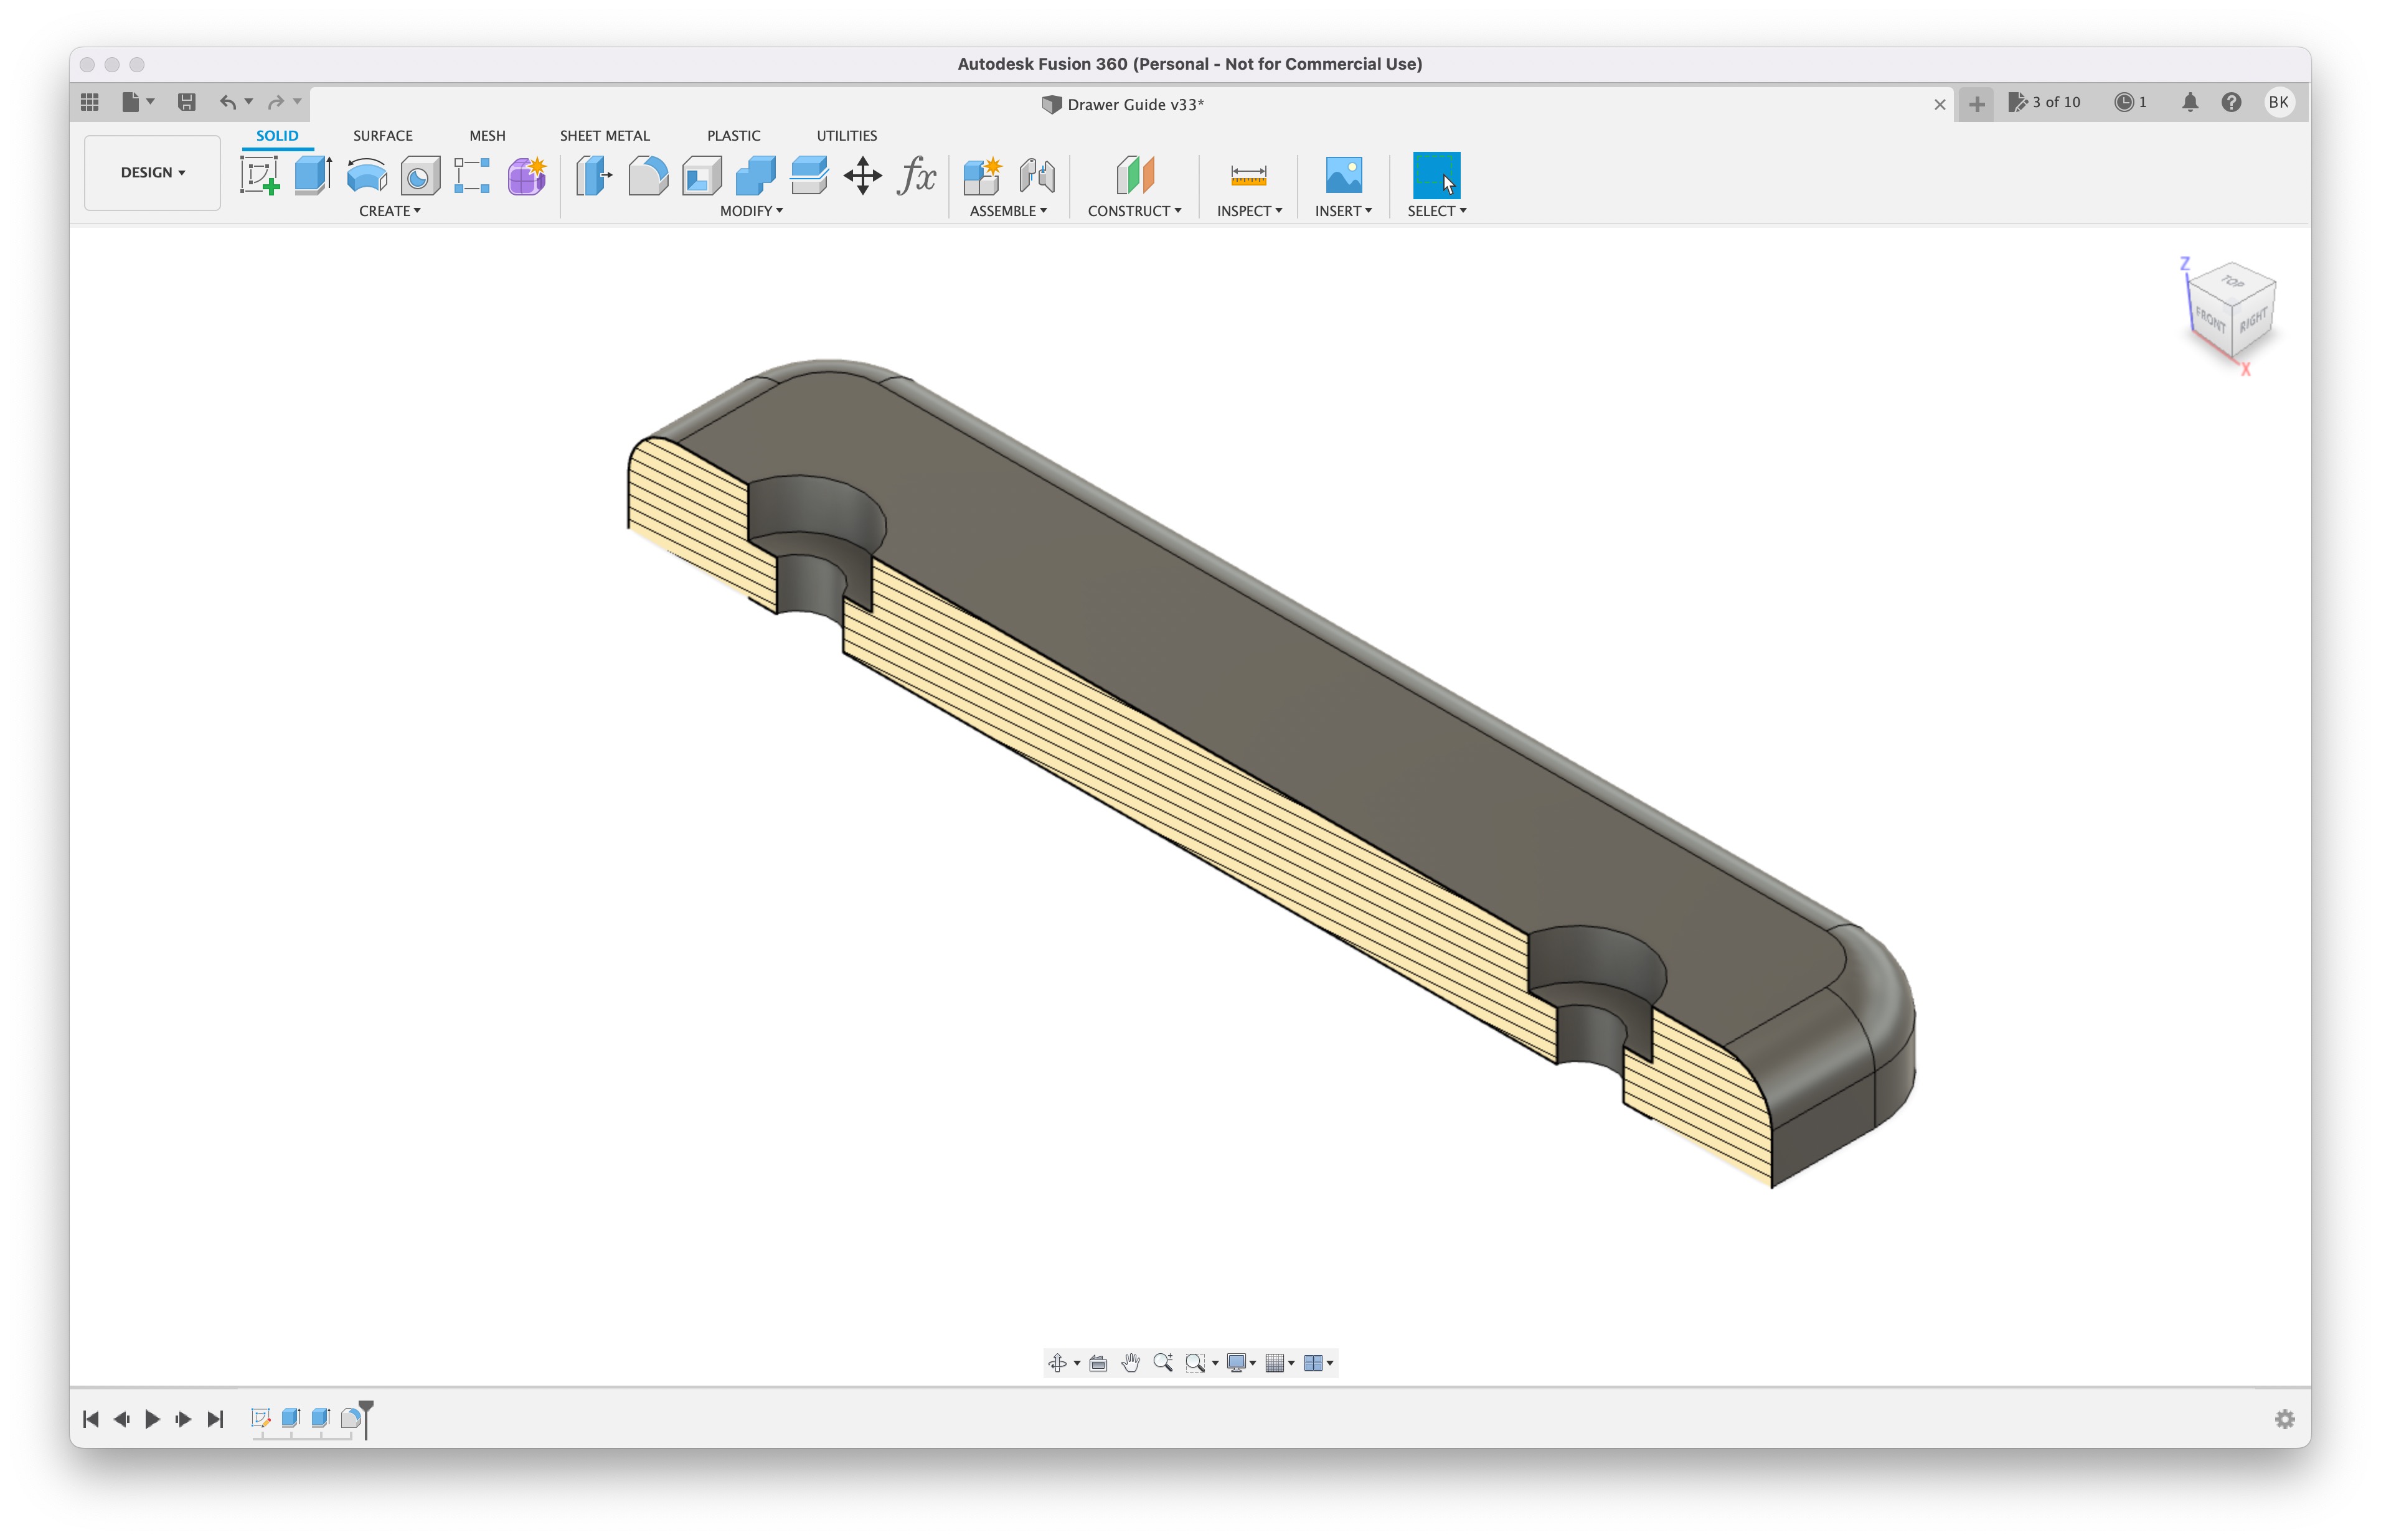 Autodesk Fusion 360 (Personal - Not for Commercial Use)
Drawer Guide v33*
3 of 10
1
BK
DESIGN
SOLID
SURFACE
MESH
SHEET METAL
PLASTIC
UTILITIES
fx
CREATE
MODIFY
ASSEMBLE
CONSTRUCT
INSPECT
INSERT
SELECT
Z
TOP
FRONT
RIGHT
X